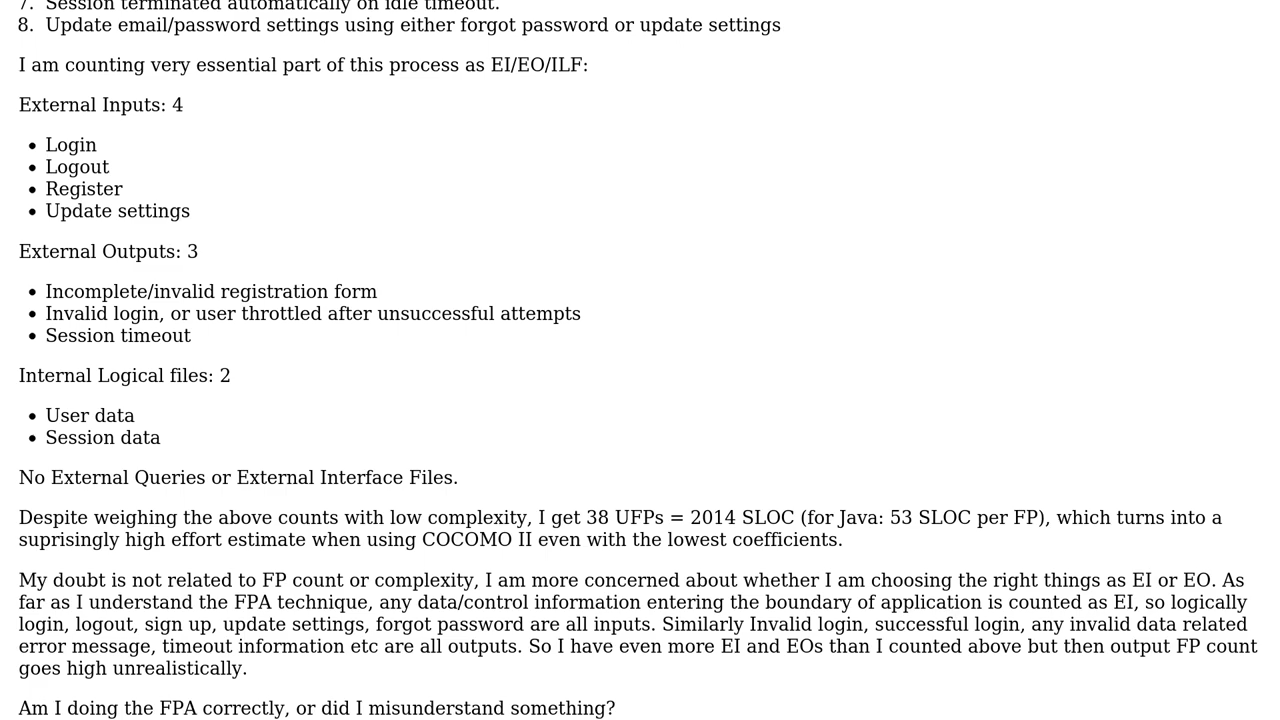 7. Session terminated automatically on idle timeout.
8. Update email/password settings using either forgot password or update settings
I am counting very essential part of this process as EI/EO/ILF:
External Inputs: 4
• Login
• Logout
• Register
• Update settings
External Outputs: 3
• Incomplete/invalid registration form
• Invalid login, or user throttled after unsuccessful attempts
• Session timeout
Internal Logical files: 2
• User data
• Session data
No External Queries or External Interface Files.
Despite weighing the above counts with low complexity, I get 38 UFPs = 2014 SLOC (for Java: 53 SLOC per FP), which turns into a
suprisingly high effort estimate when using COCOMO II even with the lowest coefficients.
My doubt is not related to FP count or complexity, I am more concerned about whether I am choosing the right things as EI or EO. As
far as I understand the FPA technique, any data/control information entering the boundary of application is counted as EI, so logically
login, logout, sign up, update settings, forgot password are all inputs. Similarly Invalid login, successful login, any invalid data related
error message, timeout information etc are all outputs. So I have even more EI and EOs than I counted above but then output FP count
goes high unrealistically.
Am I doing the FPA correctly, or did I misunderstand something?